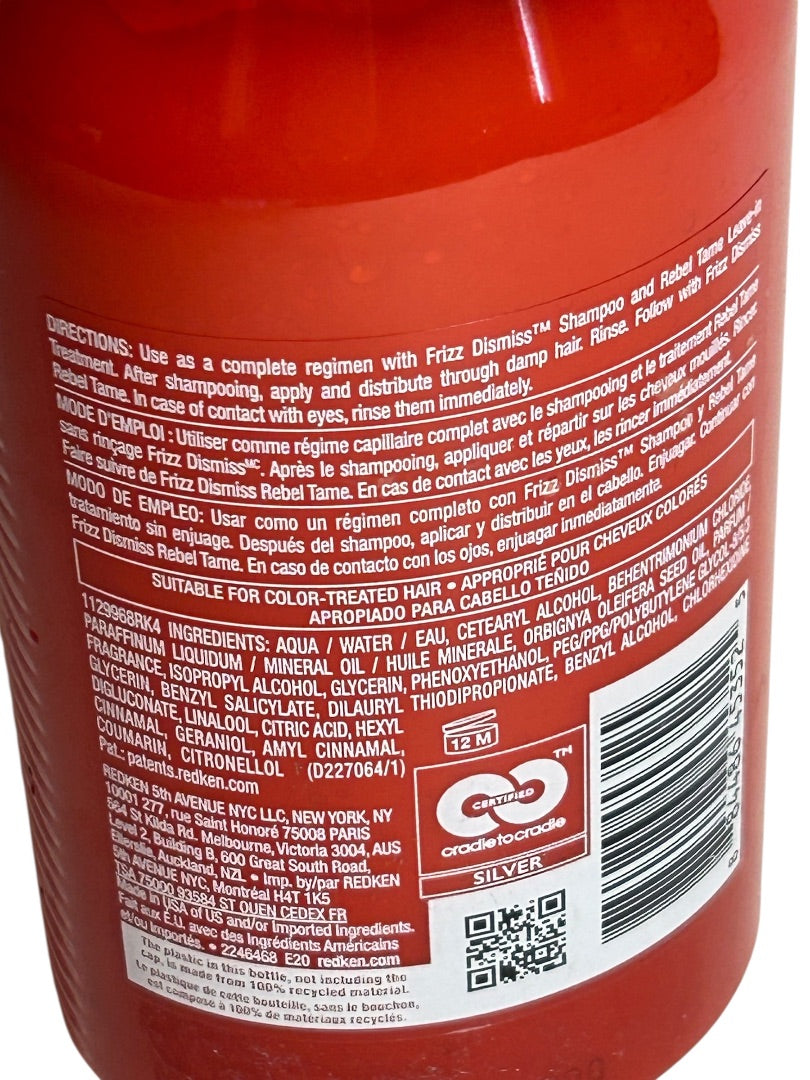 DIRECTIONS: Use as a complete regimen with Frizz Dismiss™ Shampoo and Rebel Tame Leave-in
Treatment. After shampooing, apply and distribute through damp hair. Rinse. Follow with Frizz Dismiss
Rebel Tame. In case of contact with eyes, rinse them immediately.
MODE D'EMPLOI : Utiliser comme régime capillaire complet avec le shampooing et le traitement Rebel Tame
sans rinçage Frizz Dismiss MC. Après le shampooing, appliquer et répartir sur les cheveux mouillés. Rincer.
Faire suivre de Frizz Dismiss Rebel Tame. En cas de contact avec les yeux, les rincer immédiatement.
MODO DE EMPLEO: Usar como un régimen completo con Frizz Dismiss™ Shampoo y Rebel Tame
tratamiento sin enjuage. Después del shampoo, aplicar y distribuir en el cabello. Enjuagar. Continuar con
Frizz Dismiss Rebel Tame. En caso de contacto con los ojos, enjuagar inmediatamente.
SUITABLE FOR COLOR-TREATED HAIR • APPROPRIÉ POUR CHEVEUX COLORÉS
APROPIADO PARA CABELLO TEÑIDO
1129968RK4 INGREDIENTS: AQUA / WATER / EAU, CETEARYL ALCOHOL, BEHENTRIMONIUM CHLORIDE,
PARAFFINUM LIQUIDUM / MINERAL OIL / HUILE MINERALE, ORBIGNYA OLEIFERA SEED OIL, PARFUM /
FRAGRANCE, ISOPROPYL ALCOHOL, GLYCERIN, PHENOXYETHANOL, PEG/PPG/POLYBUTYLENE GLYCOL-8/5/3
GLYCERIN, BENZYL SALICYLATE, DILAURYL THIODIPROPIONATE, BENZYL ALCOHOL, CHLORHEXIDINE
DIGLUCONATE, LINALOOL, CITRIC ACID, HEXYL
CINNAMAL, GERANIOL, AMYL CINNAMAL,
COUMARIN, CITRONELLOL (D227064/1)
Pat.: patents.redken.com
12 M
REDKEN 5th AVENUE NYC LLC, NEW YORK, NY
10001 277, rue Saint Honoré 75008 PARIS
564 St Kilda Rd. Melbourne, Victoria 3004, AUS
Level 2, Building B, 600 Great South Road,
Ellerslie, Auckland, NZL • Imp. by/par REDKEN
5th AVENUE NYC, Montréal H4T 1K5
TSA 75000 93584 ST OUEN CEDEX FR
Made in USA of US and/or Imported Ingredients.
Fait aux É.U. avec des Ingrédients Américains
et/ou Importés. • 2246468 E20 redken.com
TM
CERTIFIED
cradletocradle
SILVER
The plastic in this bottle, not including the
cap, is made from 100% recycled material.
Le plastique de cette bouteille, sans le bouchon,
est composé à 100% de matériaux recyclés.